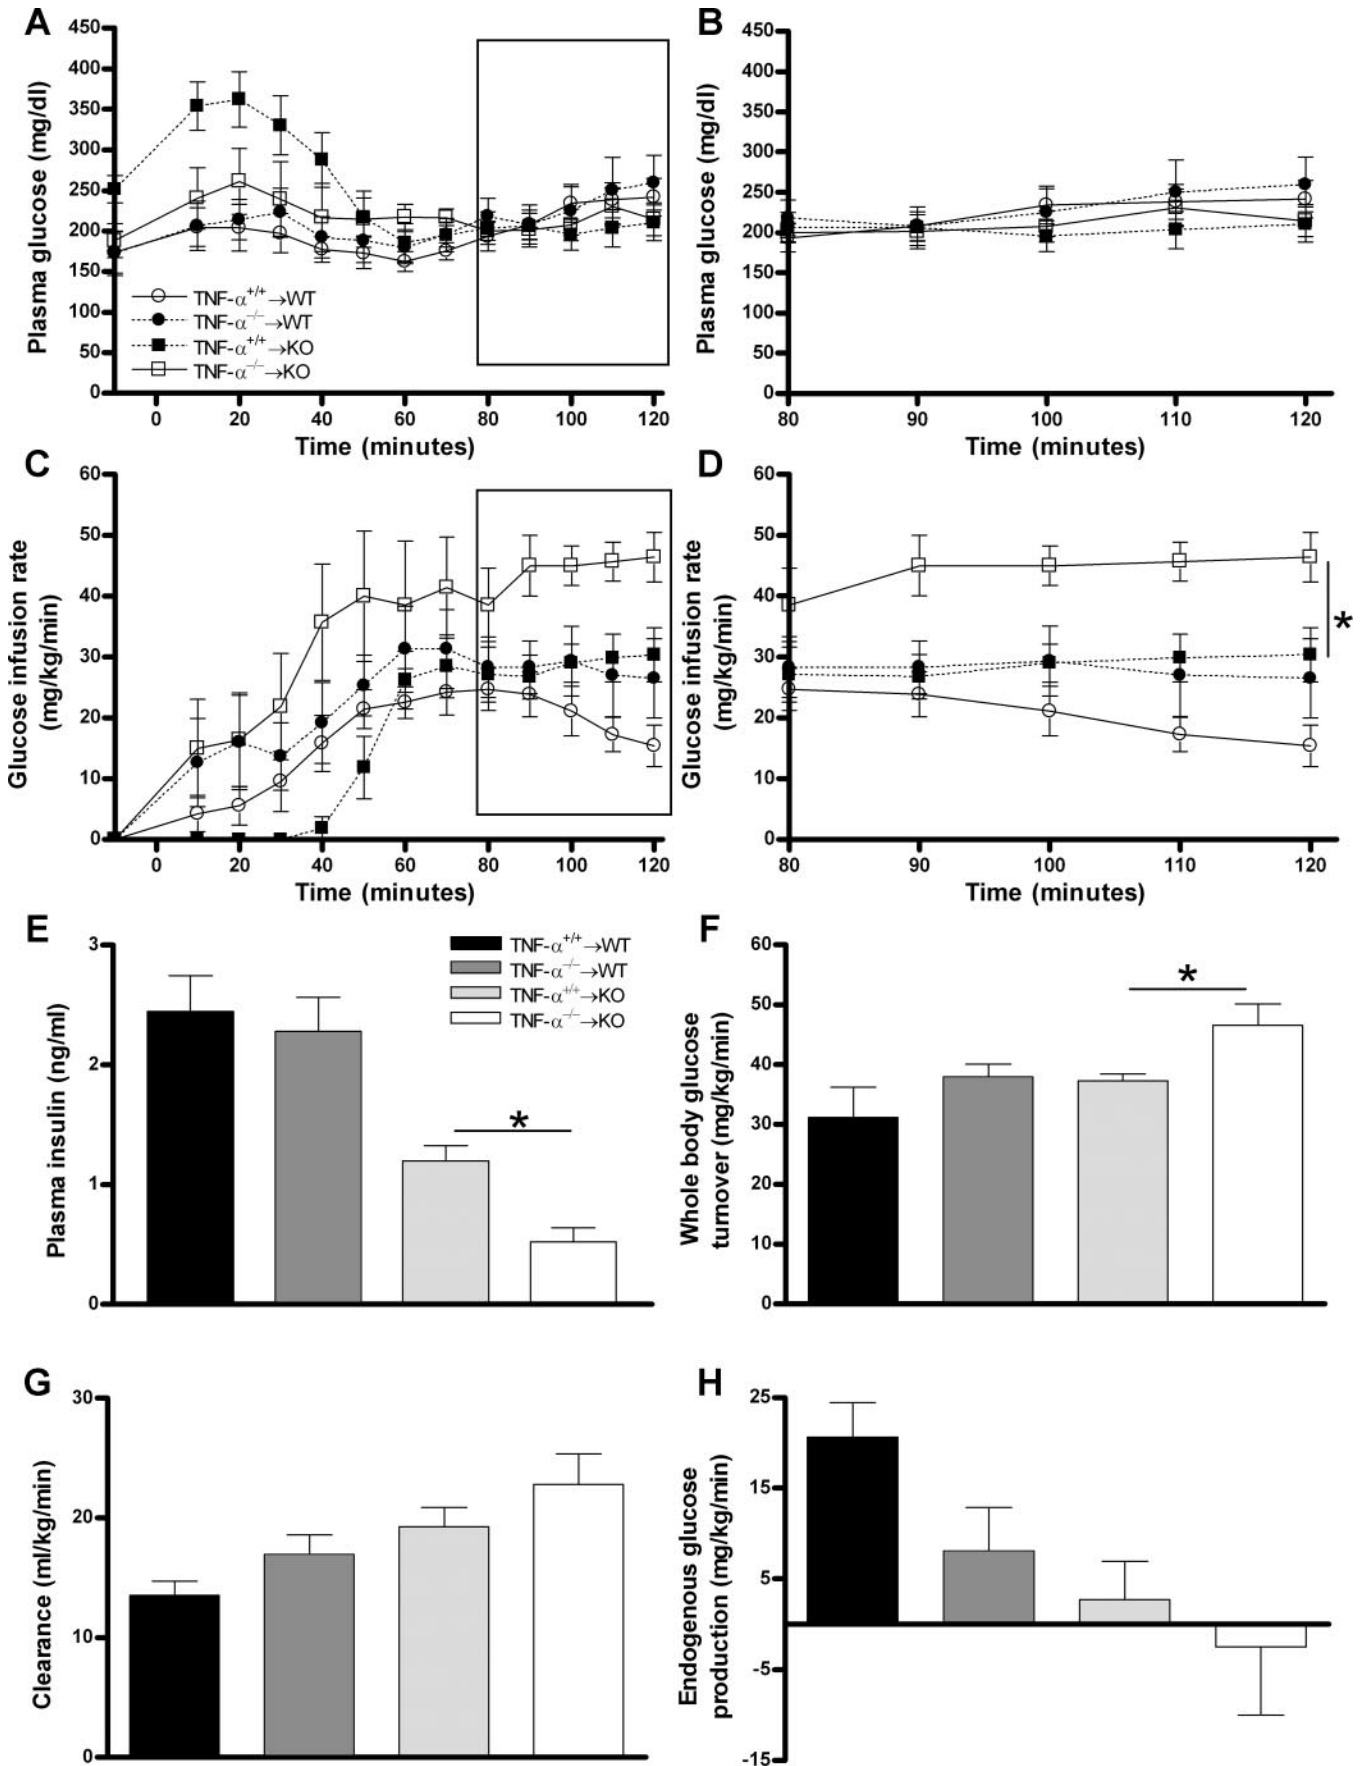 A
Plasma glucose (mg/dl)
450
400
350
300
250
200
150
100
50
0
TNF-α+/+→WT
TNF-α−/−→WT
TNF-α+/+→KO
TNF-α−/−→KO
0 20 40 60 80 100 120
Time (minutes)
B
Plasma glucose (mg/dl)
450
400
350
300
250
200
150
100
50
0
80 90 100 110 120
Time (minutes)
C
Glucose infusion rate
(mg/kg/min)
60
50
40
30
20
10
0
0 20 40 60 80 100 120
Time (minutes)
D
Glucose infusion rate
(mg/kg/min)
60
50
40
30
20
10
0
*
80 90 100 110 120
Time (minutes)
E
Plasma insulin (ng/ml)
3
2
1
0
TNF-α+/+→WT
TNF-α−/−→WT
TNF-α+/+→KO
TNF-α−/−→KO
*
F
Whole body glucose
turnover (mg/kg/min)
60
50
40
30
20
10
0
*
G
Clearance (ml/kg/min)
30
20
10
0
H
Endogenous glucose
production (mg/kg/min)
25
15
5
-5
-15